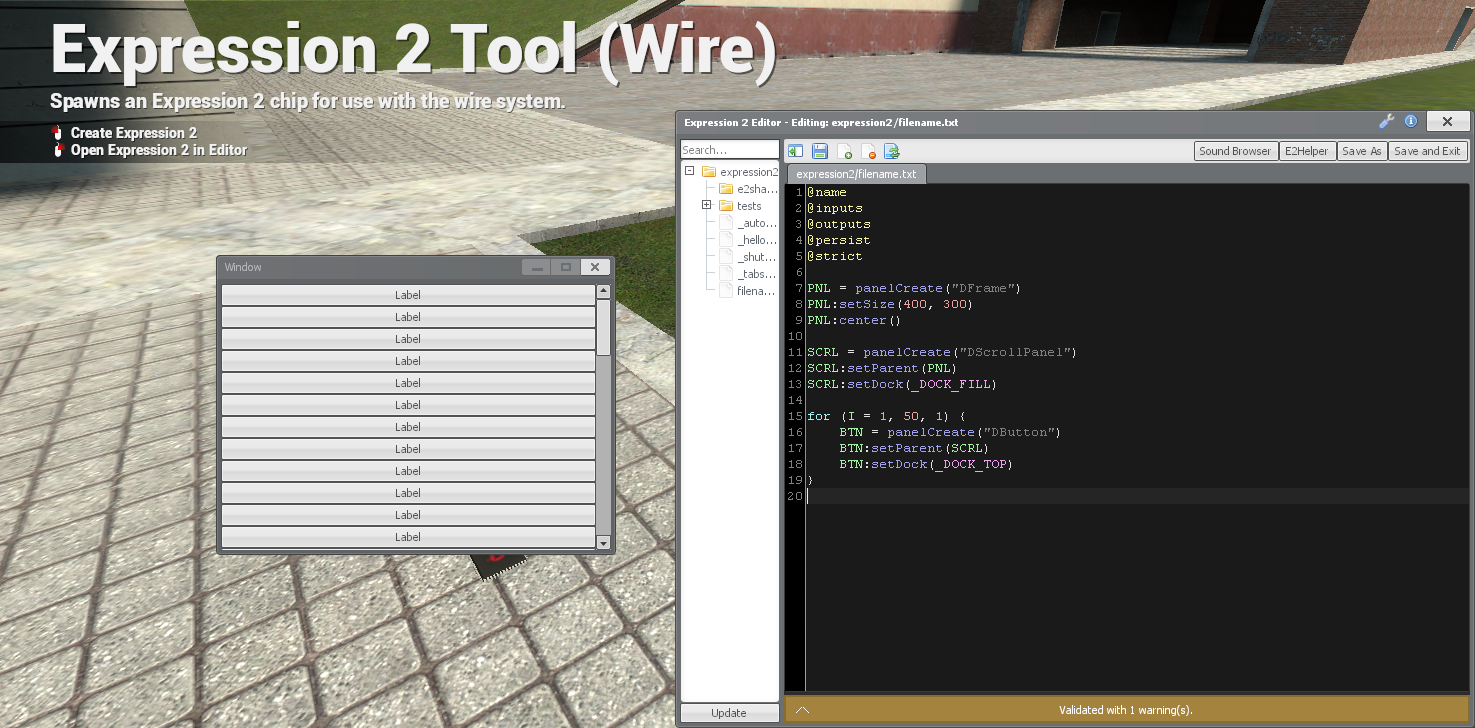 Expression 2 Tool (Wire)
Spawns an Expression 2 chip for use with the wire system.
Create Expression 2
Open Expression 2 in Editor
Window
Label
Label
Label
Label
Label
Label
Label
Label
Label
Label
Label
Label
Expression 2 Editor - Editing: expression2/filename.txt
Search...
expression2
e2sha...
tests
_auto...
_hello...
_shut...
_tabs...
filena...
Update
Sound Browser E2Helper Save As Save and Exit
expression2/filename.txt
1 @name
2 @inputs
3 @outputs
4 @persist
5 @strict
6
7 PNL = panelCreate("DFrame")
8 PNL:setSize(400, 300)
9 PNL:center()
10
11 SCRL = panelCreate("DScrollPanel")
12 SCRL:setParent(PNL)
13 SCRL:setDock(_DOCK_FILL)
14
15 for (I = 1, 50, 1) {
16 BTN = panelCreate("DButton")
17 BTN:setParent(SCRL)
18 BTN:setDock(_DOCK_TOP)
19 }
20
Validated with 1 warning(s).